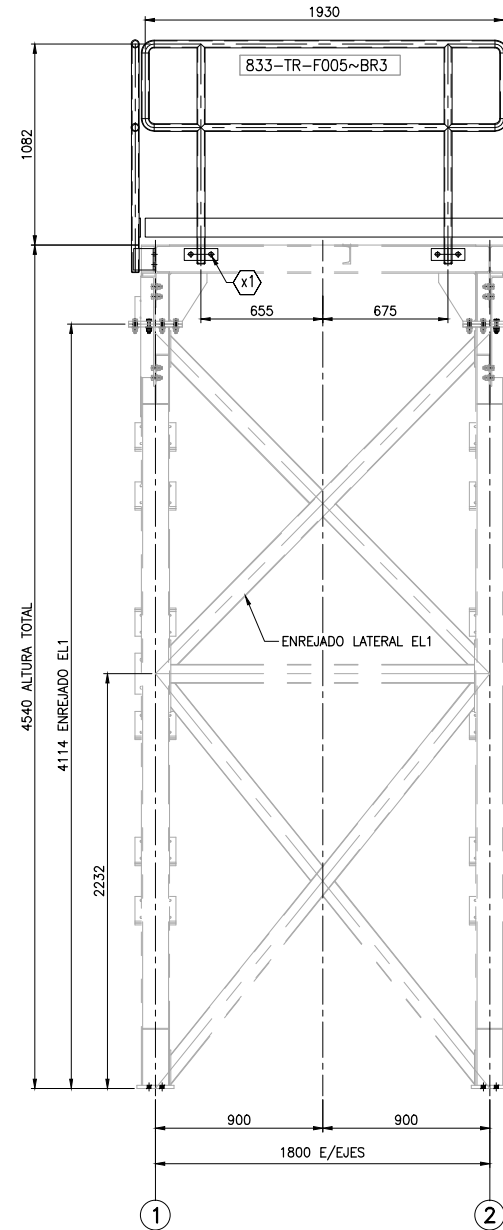 1930
833-TR-F005~BR3
1082
x1
655
675
4540 ALTURA TOTAL
4114 ENREJADO EL1
ENREJADO LATERAL EL1
2232
900
900
1800 E/EJES
1
2